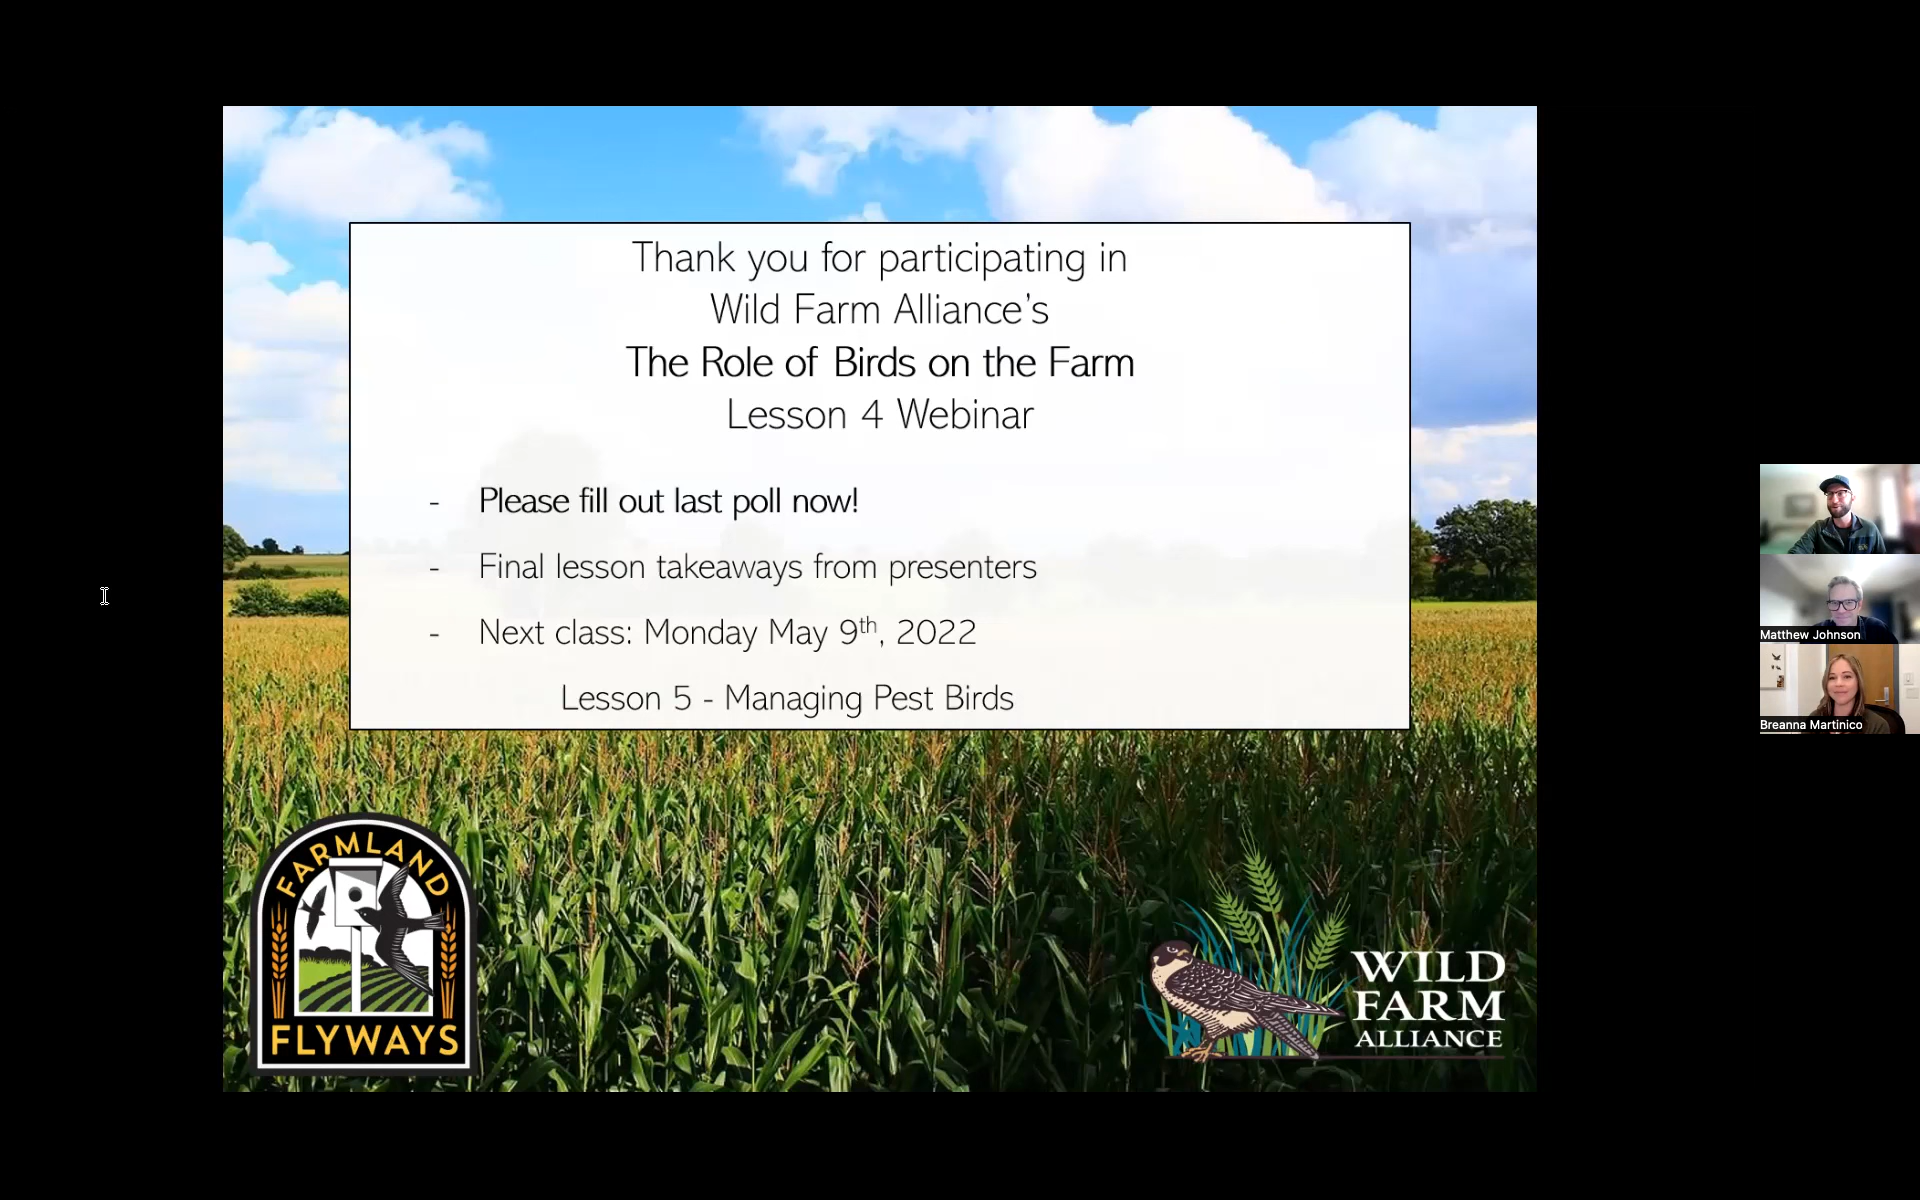 Thank you for participating in
Wild Farm Alliance's
The Role of Birds on the Farm
Lesson 4 Webinar
- Please fill out last poll now!
- Final lesson takeaways from presenters
- Next class: Monday May 9th, 2022
Lesson 5 - Managing Pest Birds
Matthew Johnson
Breanna Martinico
FARMLAND
FLYWAYS
WILD
FARM
ALLIANCE